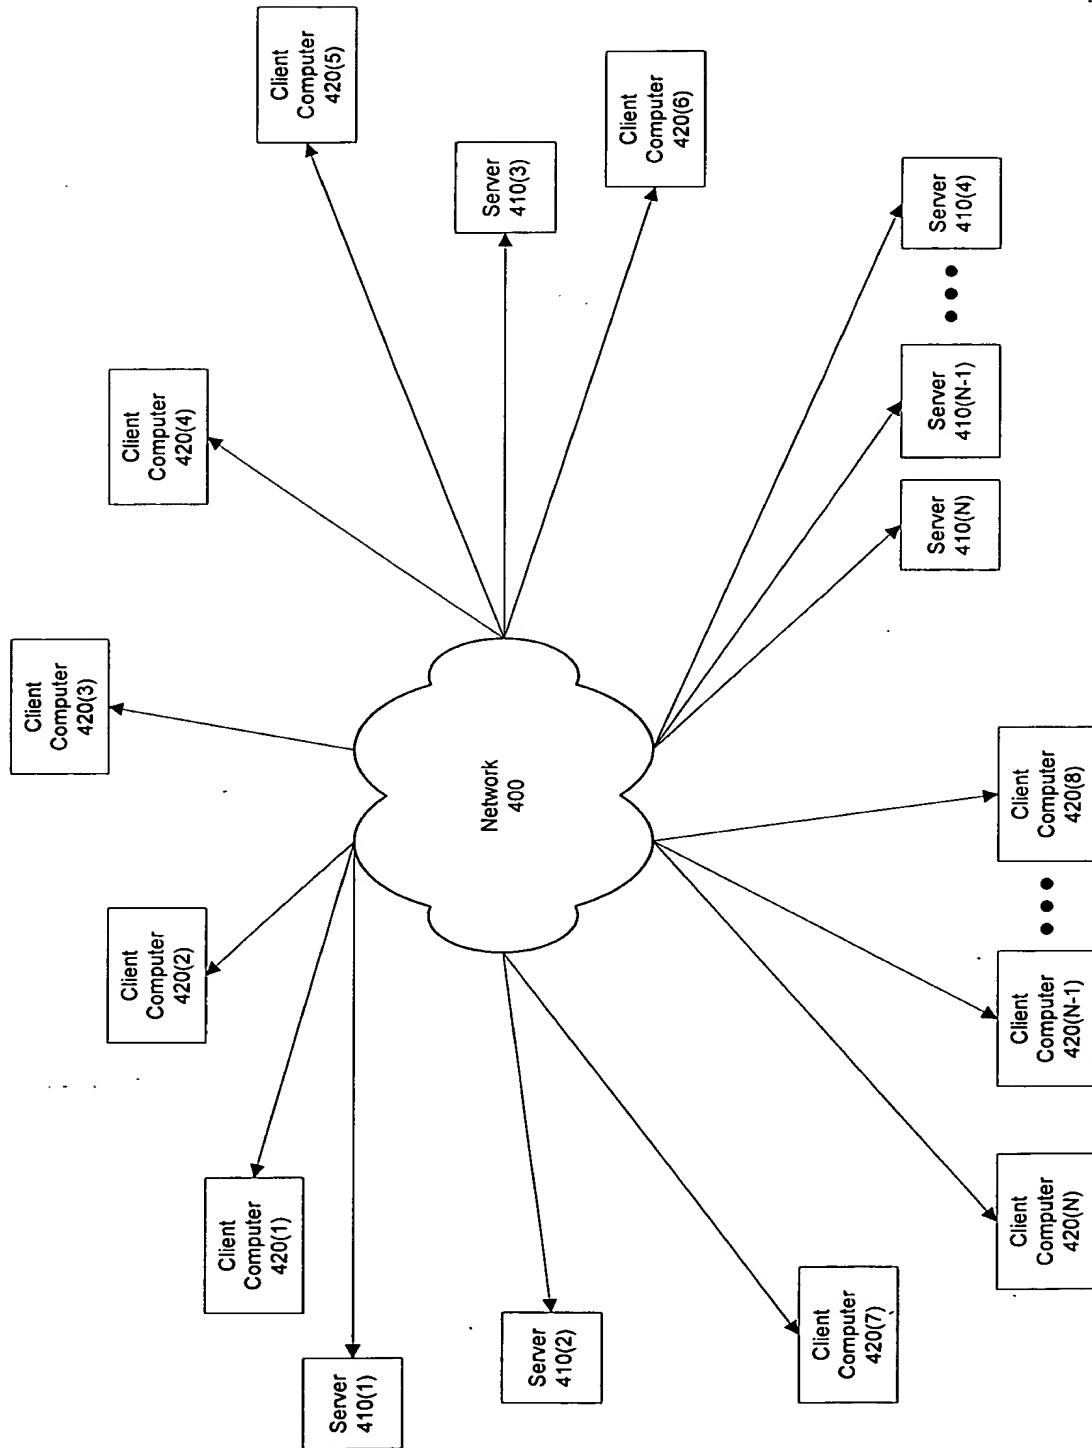 Client
Computer
420(3)
Client
Computer
420(2)
Client
Computer
420(4)
Client
Computer
420(1)
Client
Computer
420(5)
Server
410(1)
Network
400
Server
410(3)
Server
410(2)
Client
Computer
420(6)
Client
Computer
420(7)
Server
410(N)
Server
410(N-1)
Server
410(4)
Client
Computer
420(N)
Client
Computer
420(N-1)
Client
Computer
420(8)